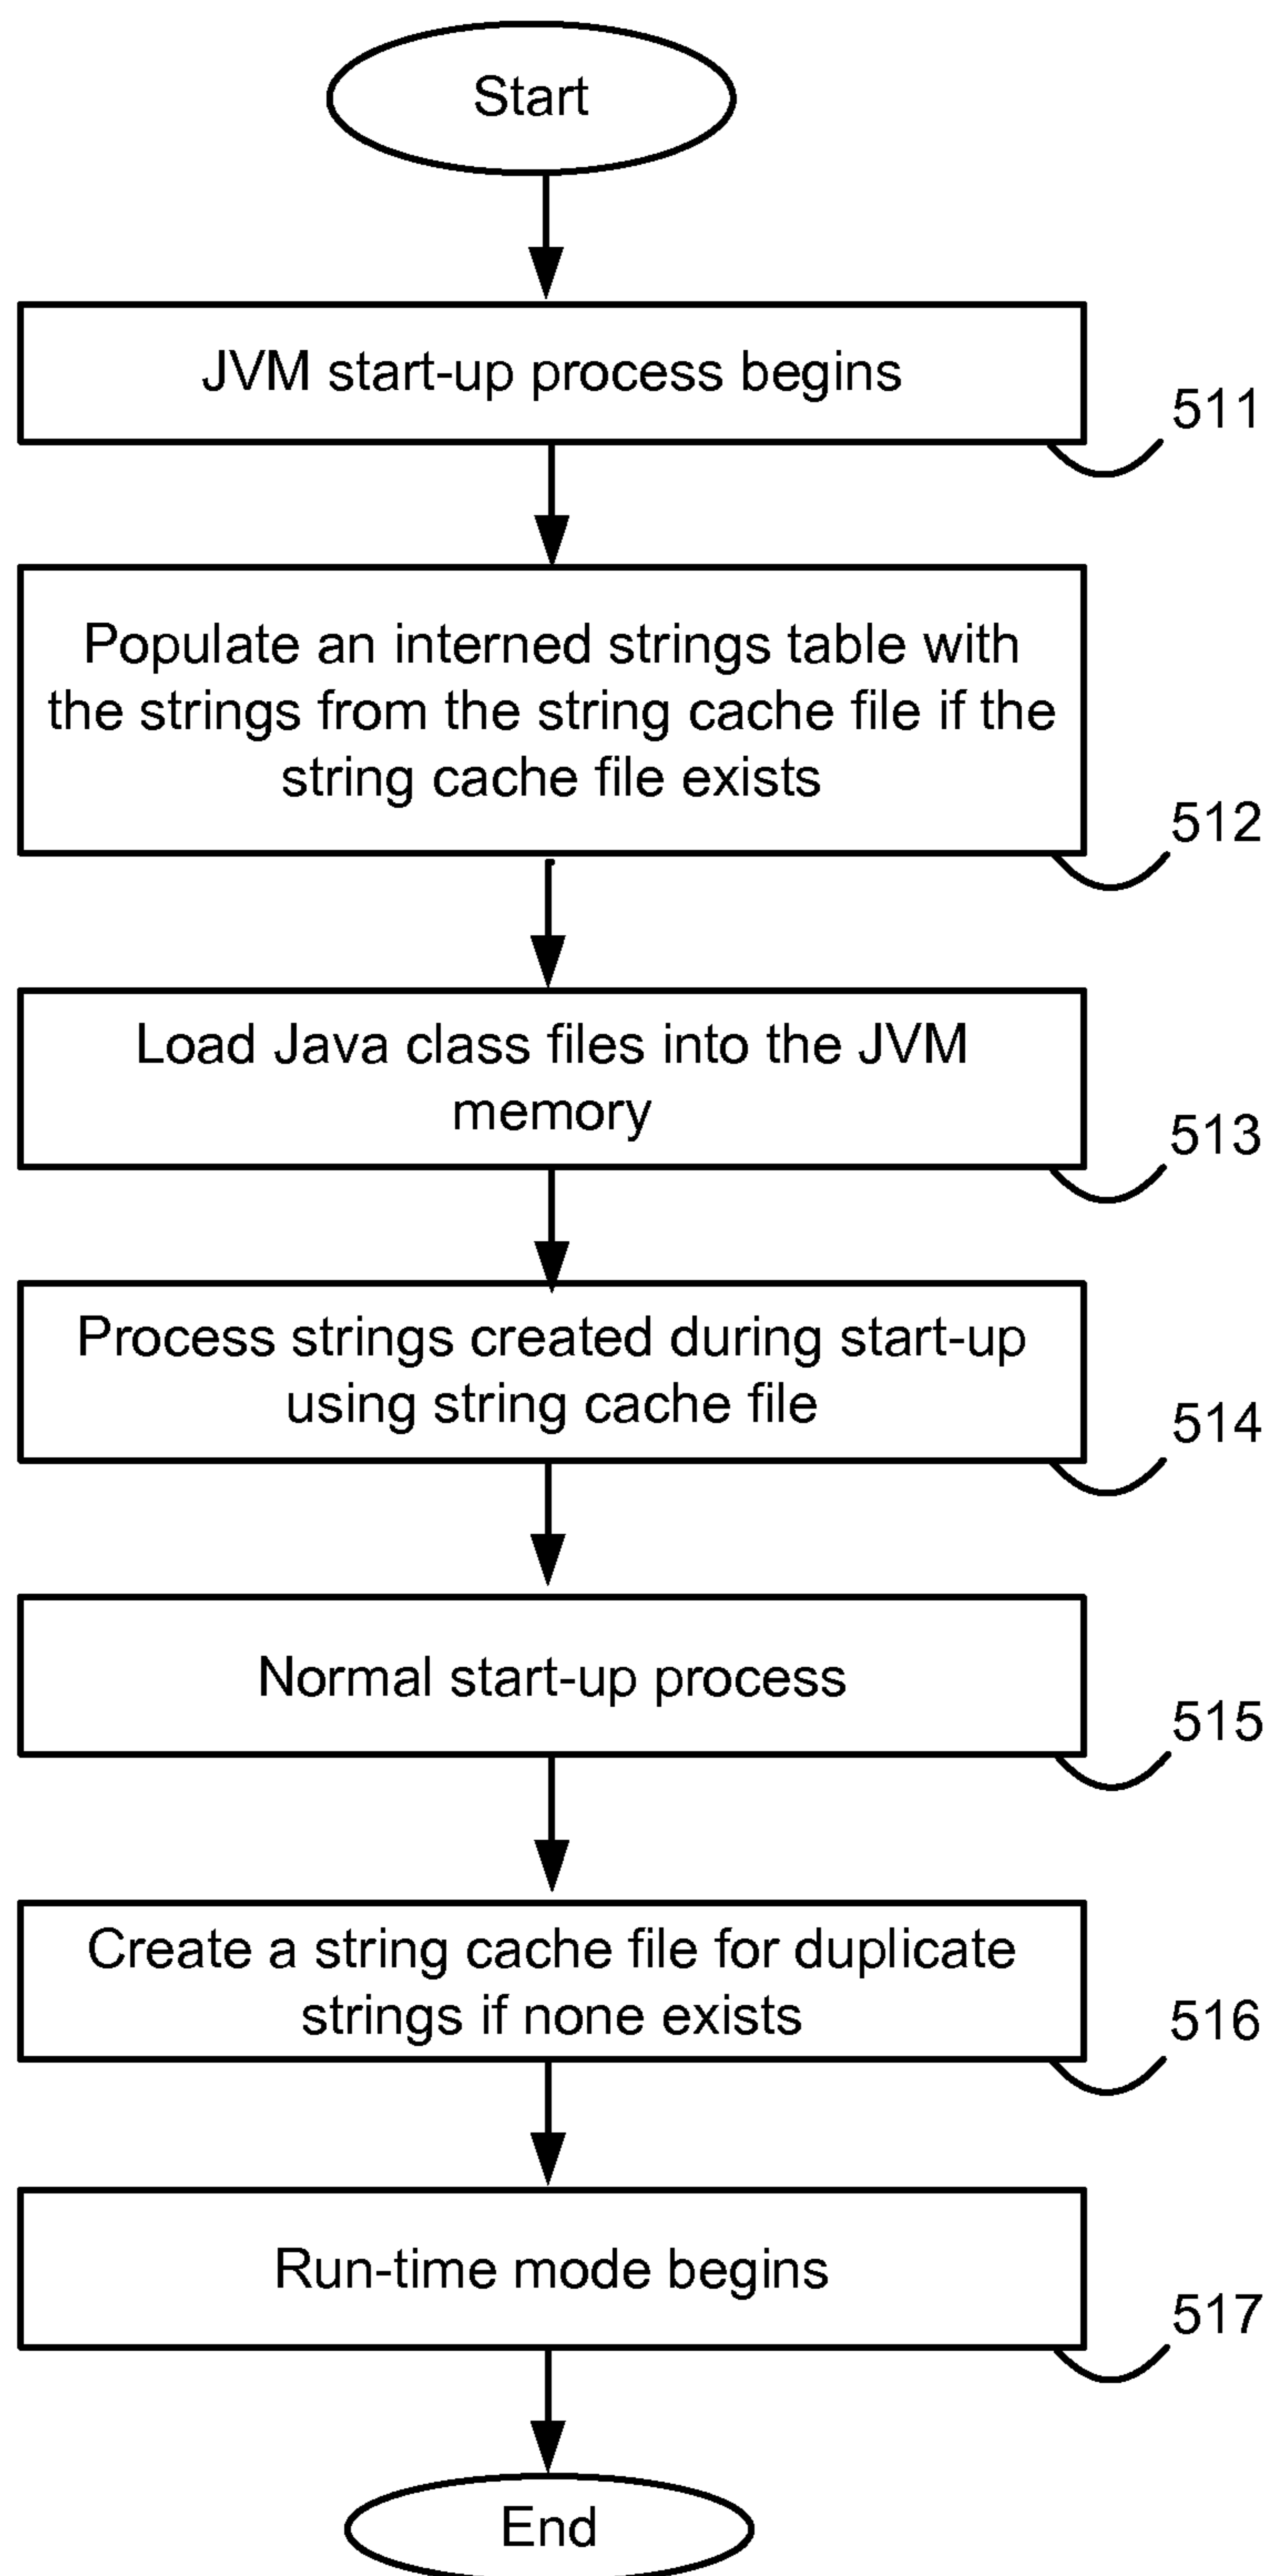 Start
JVM start-up process begins
511
Populate an interned strings table with
the strings from the string cache file if the
string cache file exists
512
Load Java class files into the JVM
memory
513
Process strings created during start-up
using string cache file
514
Normal start-up process
515
Create a string cache file for duplicate
strings if none exists
516
Run-time mode begins
517
End